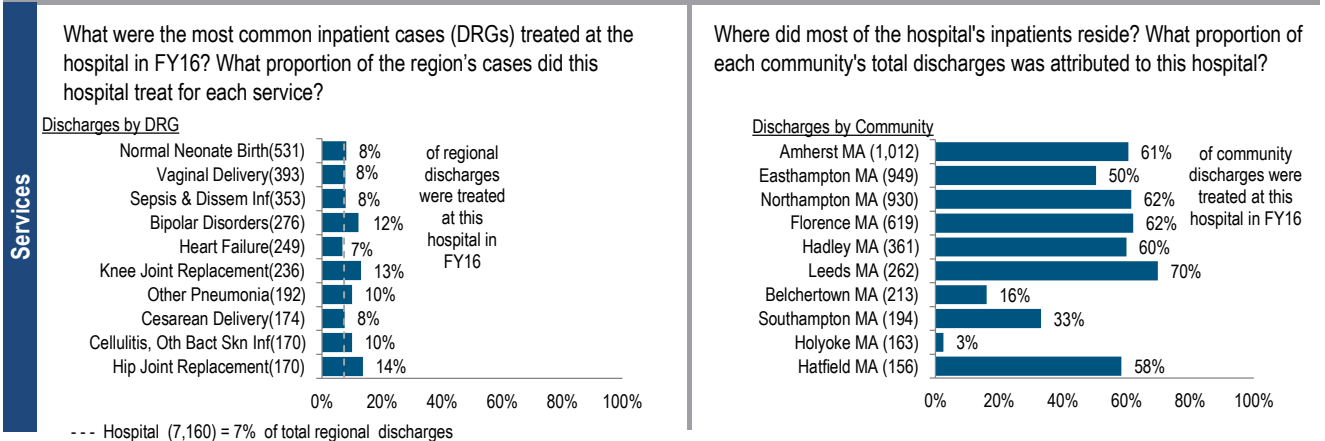 Services
What were the most common inpatient cases (DRGs) treated at the
hospital in FY16? What proportion of the region's cases did this
hospital treat for each service?
Discharges by DRG
Normal Neonate Birth(531) 8%
Vaginal Delivery(393) 8%
Sepsis & Dissem Inf(353) 8%
Bipolar Disorders(276) 12%
Heart Failure(249) 7%
Knee Joint Replacement(236) 13%
Other Pneumonia(192) 10%
Cesarean Delivery(174) 8%
Cellulitis, Oth Bact Skn Inf(170) 10%
Hip Joint Replacement(170) 14%
of regional
discharges
were treated
at this
hospital in
FY16
0% 20% 40% 60% 80% 100%
--- Hospital (7,160) = 7% of total regional discharges
Where did most of the hospital's inpatients reside? What proportion of
each community's total discharges was attributed to this hospital?
Discharges by Community
Amherst MA (1,012) 61%
Easthampton MA (949) 50%
Northampton MA (930) 62%
Florence MA (619) 62%
Hadley MA (361) 60%
Leeds MA (262) 70%
Belchertown MA (213) 16%
Southampton MA (194) 33%
Holyoke MA (163) 3%
Hatfield MA (156) 58%
of community
discharges were
treated at this
hospital in FY16
0% 20% 40% 60% 80% 100%